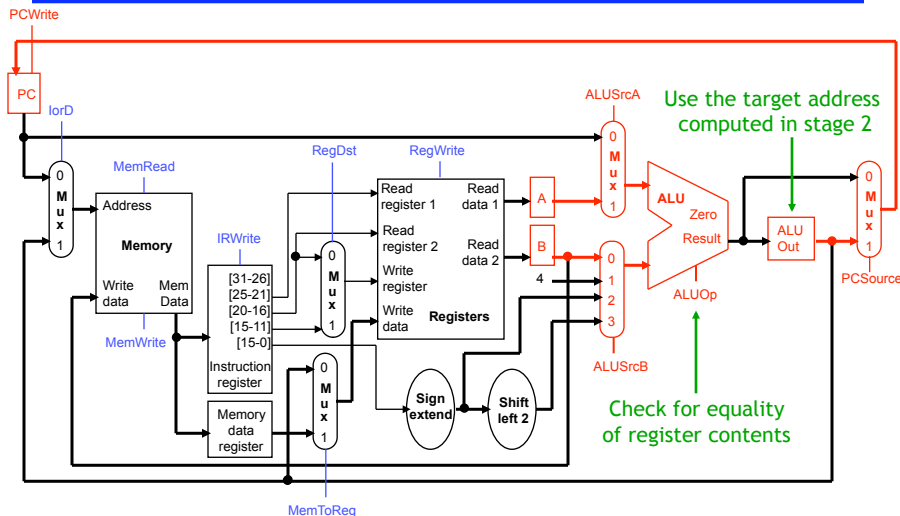 PCWrite
PC
IorD
0
M
u
x
1
MemRead
Address
Memory
Write
data
Mem
Data
MemWrite
IRWrite
[31-26]
[25-21]
[20-16]
[15-11]
[15-0]
Instruction
register
Memory
data
register
RegDst
0
M
u
x
1
0
M
u
x
1
MemToReg
RegWrite
Read
register 1
Read
data 1
Read
register 2
Read
data 2
Write
register
Write
data
Registers
Sign
extend
Shift
left 2
A
B
4
ALUSrcA
0
M
u
x
1
0
1
2
3
ALUSrcB
ALU
Zero
Result
ALUOp
Use the target address
computed in stage 2
ALU
Out
0
M
u
x
1
PCSource
Check for equality
of register contents